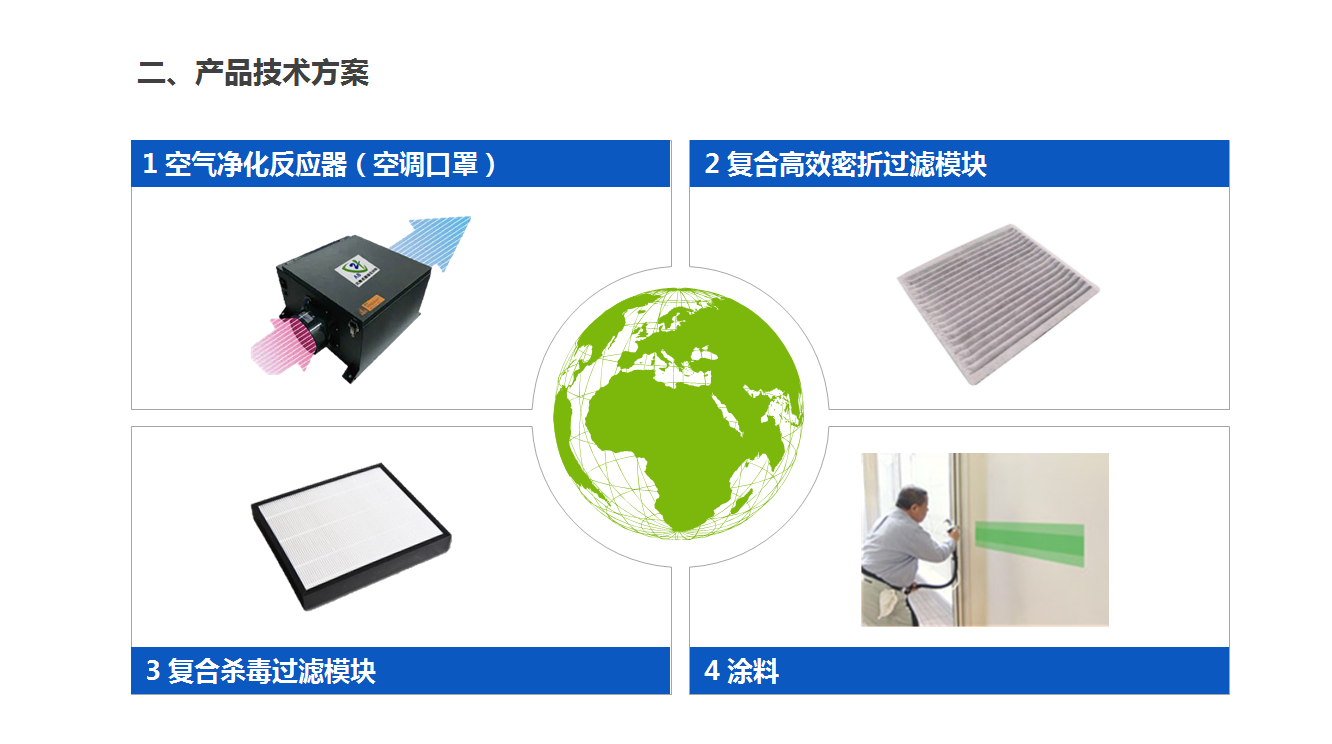 二、产品技术方案
1 空气净化反应器（空调口罩）
2 复合高效密折过滤模块
3 复合杀毒过滤模块
4 涂料